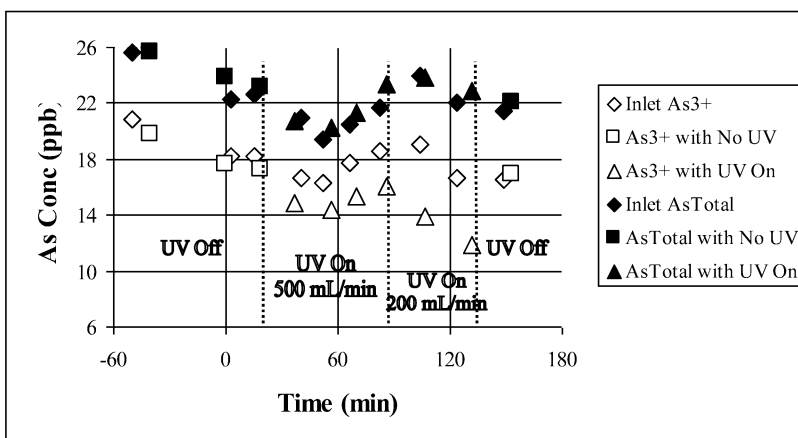 26
22
18
14
10
6
As Conc (ppb)
UV Off
UV On
500 mL/min
UV On
200 mL/min
UV Off
-60 0 60 120 180
Time (min)
Inlet As3+
As3+ with No UV
As3+ with UV On
Inlet AsTotal
AsTotal with No UV
AsTotal with UV On